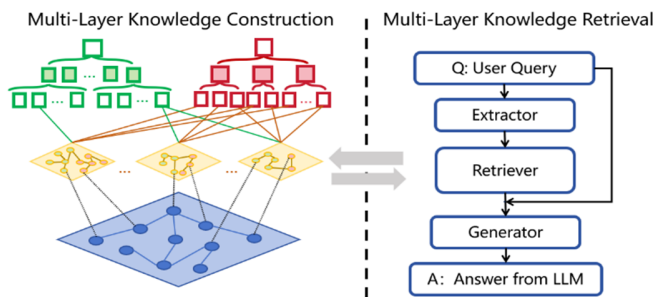 Multi-Layer Knowledge Construction
Multi-Layer Knowledge Retrieval
Q: User Query
Extractor
Retriever
Generator
A: Answer from LLM